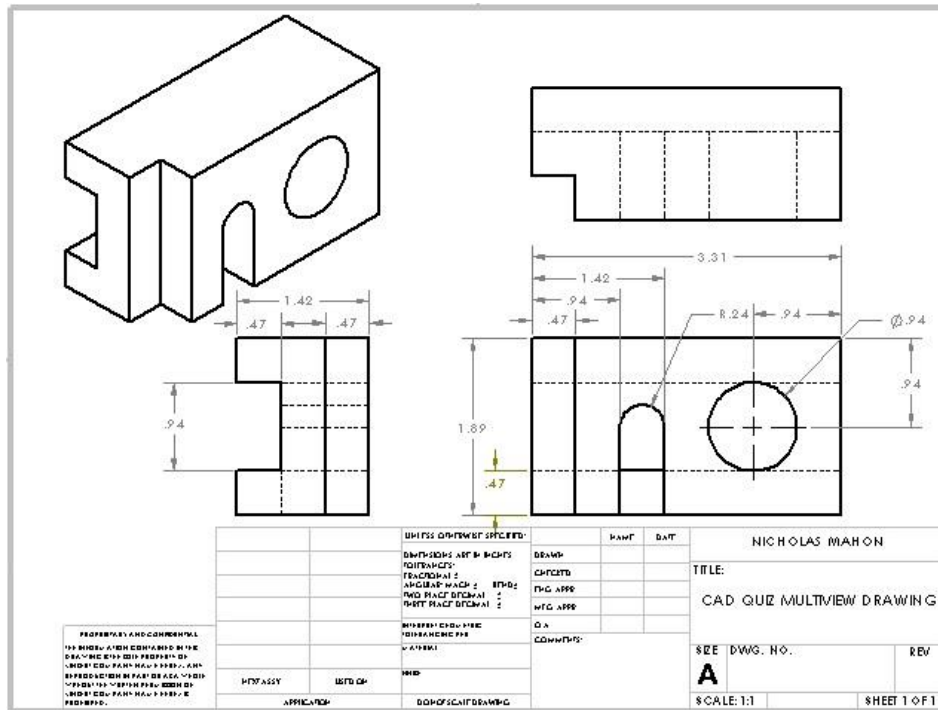 3.31
1.42
.94
.47
R.24
.94
Ø.94
1.42
.47
.47
.94
1.89
.47
.94
UNLESS OTHERWISE SPECIFIED:
DIMENSIONS ARE IN INCHES
TOLERANCES:
FRACTIONAL ±
ANGULAR: MACH ± BEND ±
TWO PLACE DECIMAL ±
THREE PLACE DECIMAL ±
INTERPRET GEOMETRIC
TOLERANCING PER:
MATERIAL
FINISH
DO NOT SCALE DRAWING
NEXT ASSY
USED ON
APPLICATION
PROPRIETARY AND CONFIDENTIAL
NAME
DATE
DRAWN
CHECKED
ENG APPR.
MFG APPR.
Q.A.
COMMENTS:
NICHOLAS MAHON
TITLE:
CAD QUIZ MULTIVIEW DRAWING
SIZE
DWG. NO.
REV
A
SCALE: 1:1
SHEET 1 OF 1